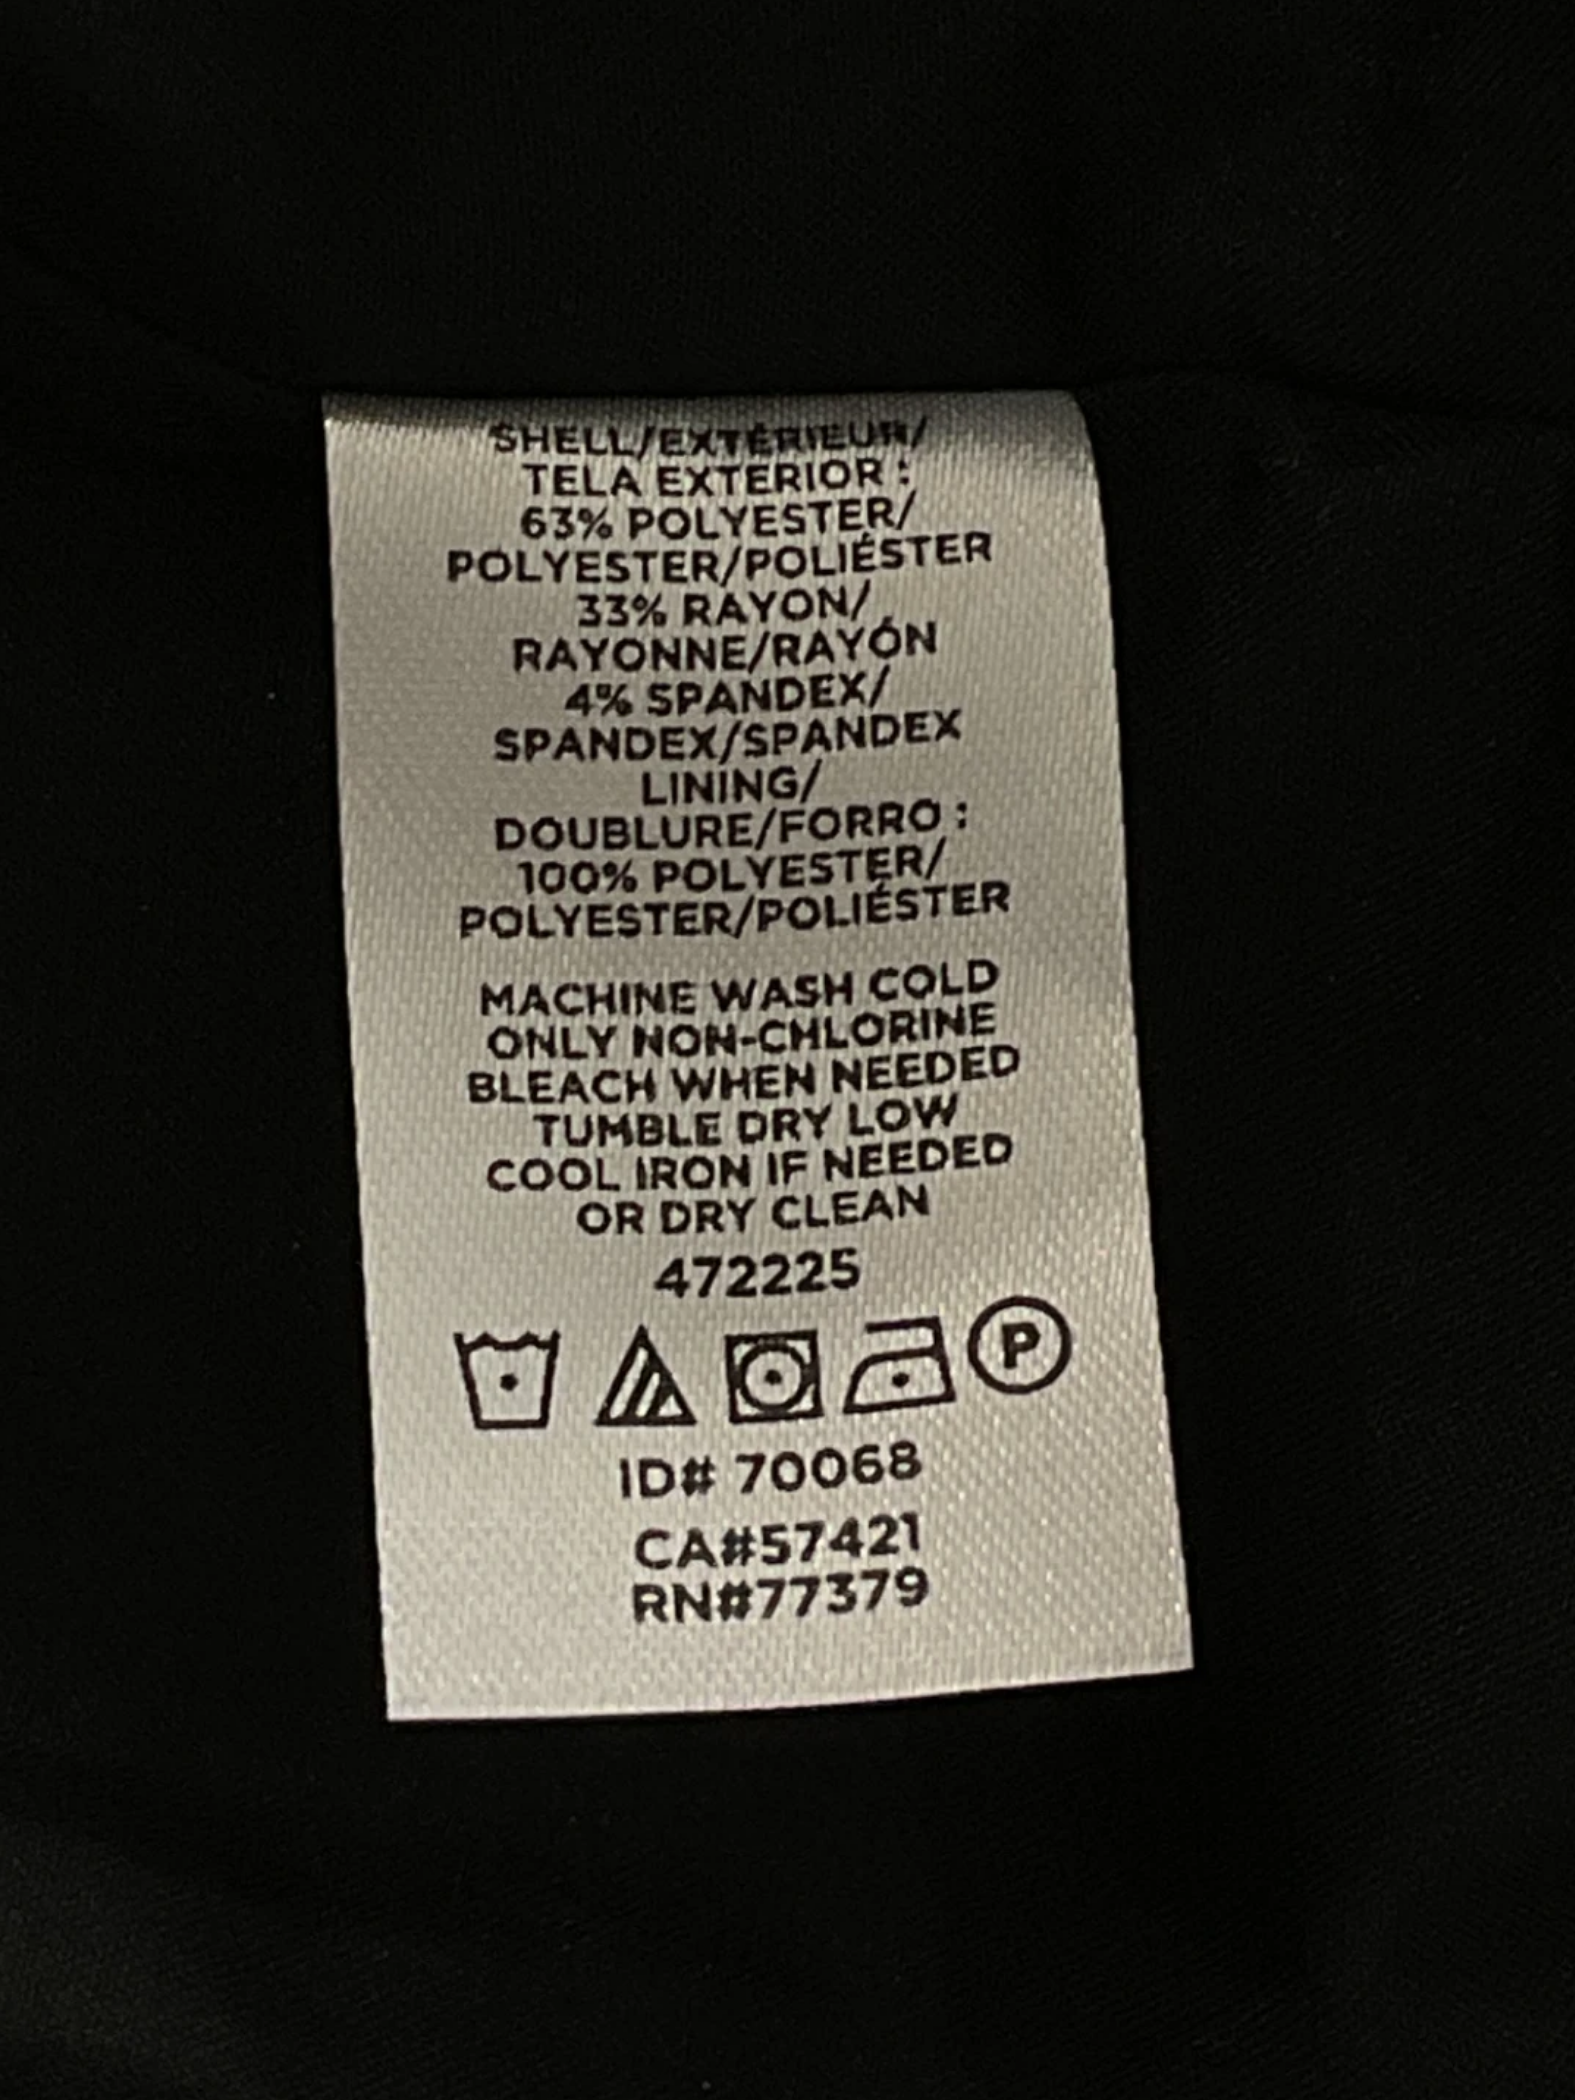 SHELL/EXTÉRIEUR/
TELA EXTERIOR :
63% POLYESTER/
POLYESTER/POLIÉSTER
33% RAYON/
RAYONNE/RAYÓN
4% SPANDEX/
SPANDEX/SPANDEX
LINING/
DOUBLURE/FORRO :
100% POLYESTER/
POLYESTER/POLIÉSTER
MACHINE WASH COLD
ONLY NON-CHLORINE
BLEACH WHEN NEEDED
TUMBLE DRY LOW
COOL IRON IF NEEDED
OR DRY CLEAN
472225
P
ID# 70068
CA#57421
RN#77379